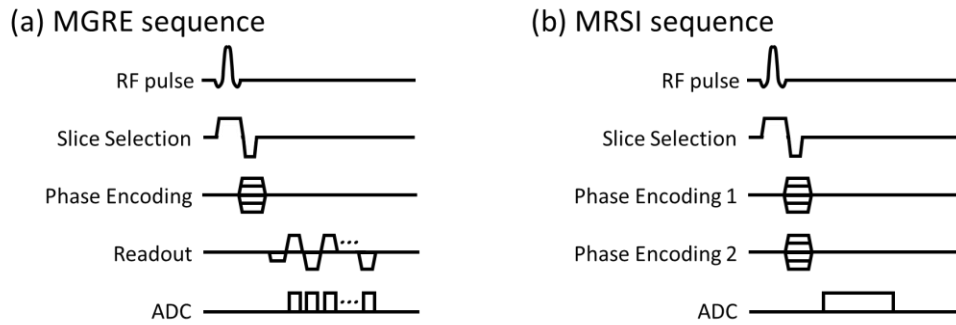 (a) MGRE sequence
RF pulse
Slice Selection
Phase Encoding
Readout
...
...
ADC
(b) MRSI sequence
RF pulse
Slice Selection
Phase Encoding 1
Phase Encoding 2
ADC